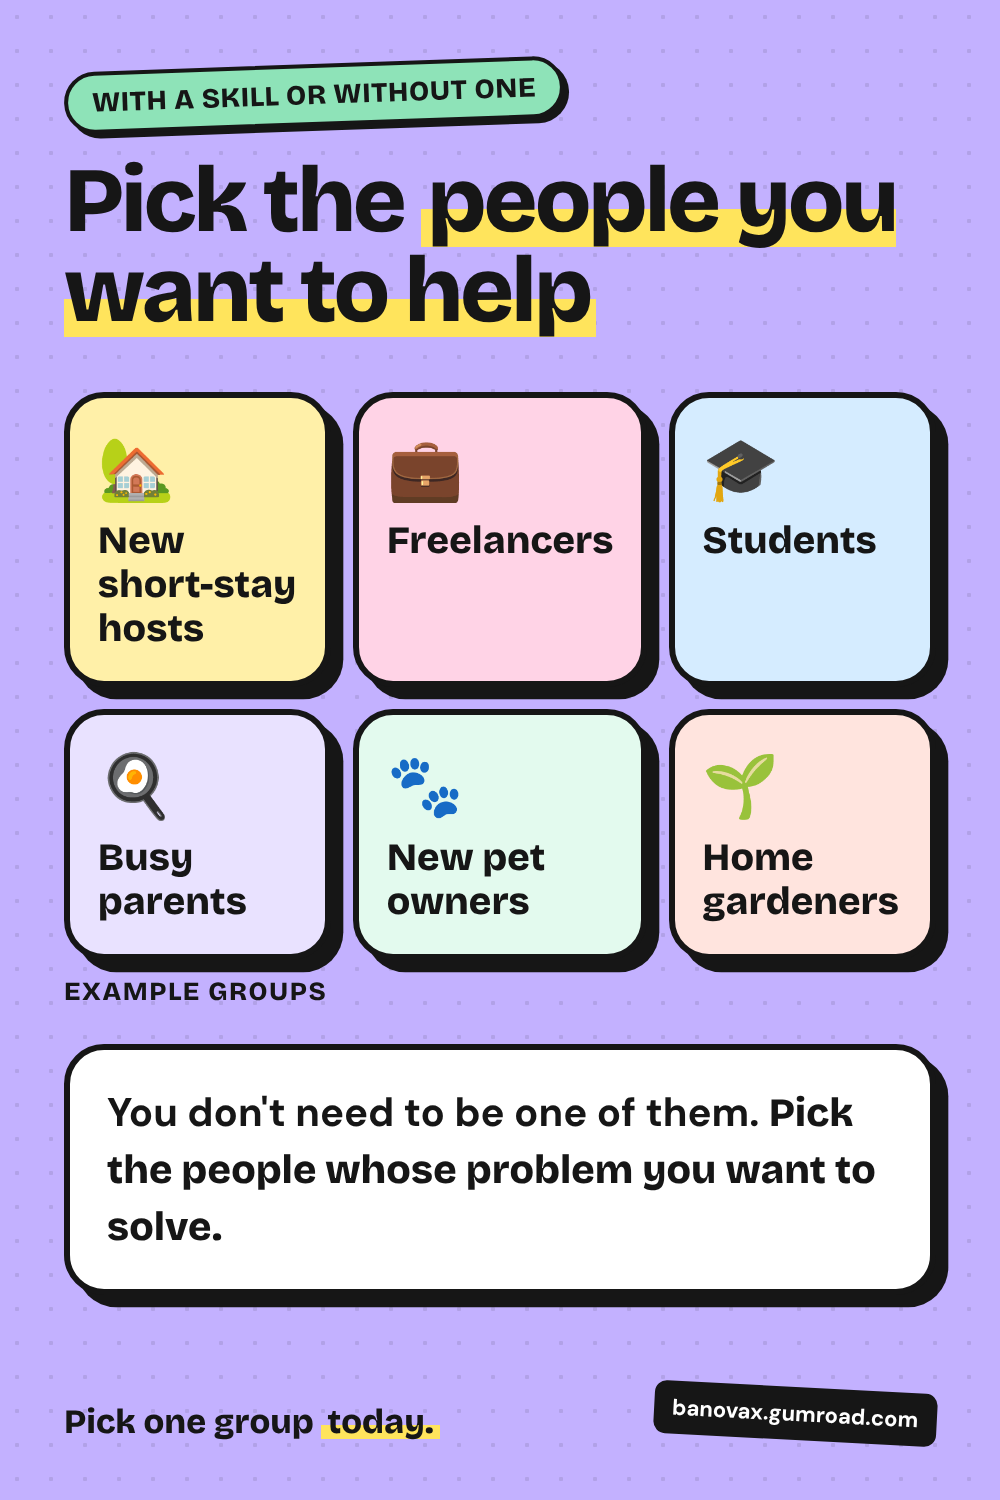 WITH A SKILL OR WITHOUT ONE
Pick the people you
want to help
New
short-stay
hosts
Freelancers
Students
Busy
parents
New pet
owners
Home
gardeners
EXAMPLE GROUPS
You don't need to be one of them. Pick
the people whose problem you want to
solve.
Pick one group today.
banovax.gumroad.com